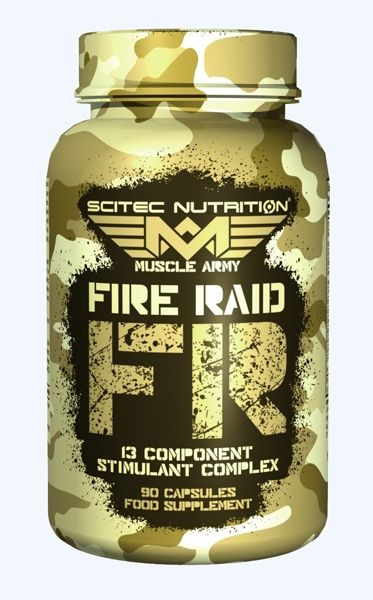 SCITEC NUTRITION®
MUSCLE ARMY
FIRE RAID
FR
13 COMPONENT
STIMULANT COMPLEX
90 CAPSULES
FOOD SUPPLEMENT